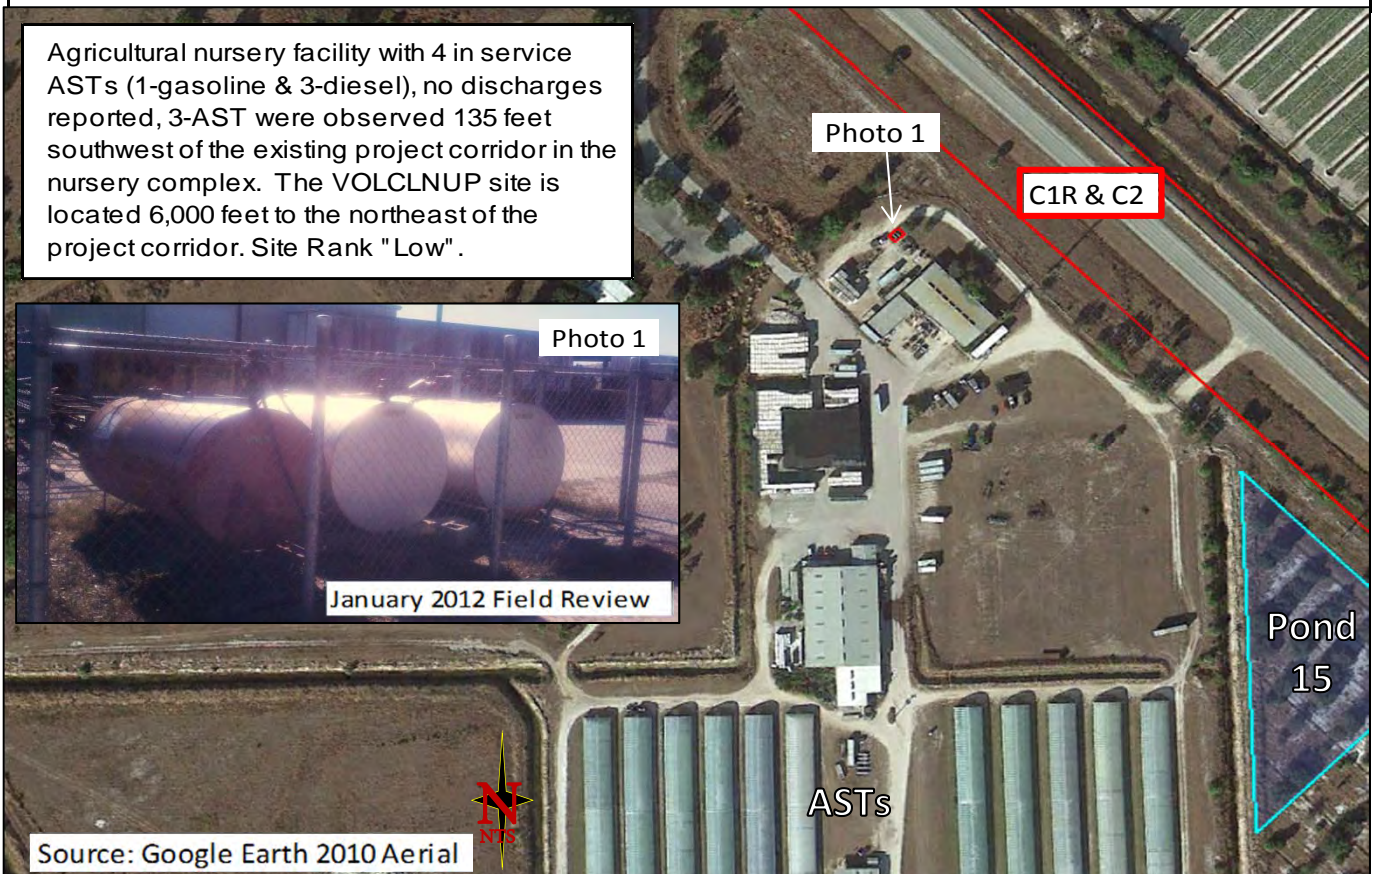 Agricultural nursery facility with 4 in service
ASTs (1-gasoline & 3-diesel), no discharges
reported, 3-AST were observed 135 feet
southwest of the existing project corridor in the
nursery complex. The VOLCLNUP site is
located 6,000 feet to the northeast of the
project corridor. Site Rank "Low".
Photo 1
C1R & C2
Photo 1
January 2012 Field Review
Pond
15
ASTs
N
NTS
Source: Google Earth 2010 Aerial